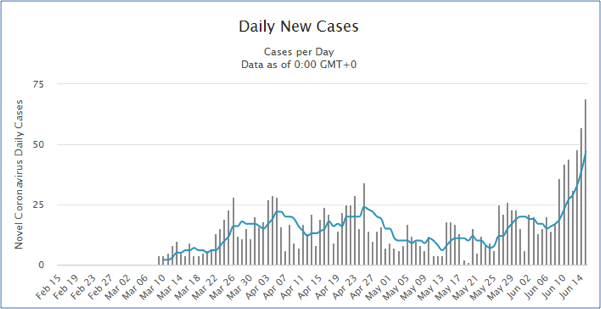 Daily New Cases
Cases per Day
Data as of 0:00 GMT+0
Novel Coronavirus Daily Cases
75
50
25
0
Feb 15
Feb 19
Feb 23
Feb 27
Mar 02
Mar 06
Mar 10
Mar 14
Mar 18
Mar 22
Mar 26
Mar 30
Apr 03
Apr 07
Apr 11
Apr 15
Apr 19
Apr 23
Apr 27
May 01
May 05
May 09
May 13
May 17
May 21
May 25
May 29
Jun 02
Jun 06
Jun 10
Jun 14